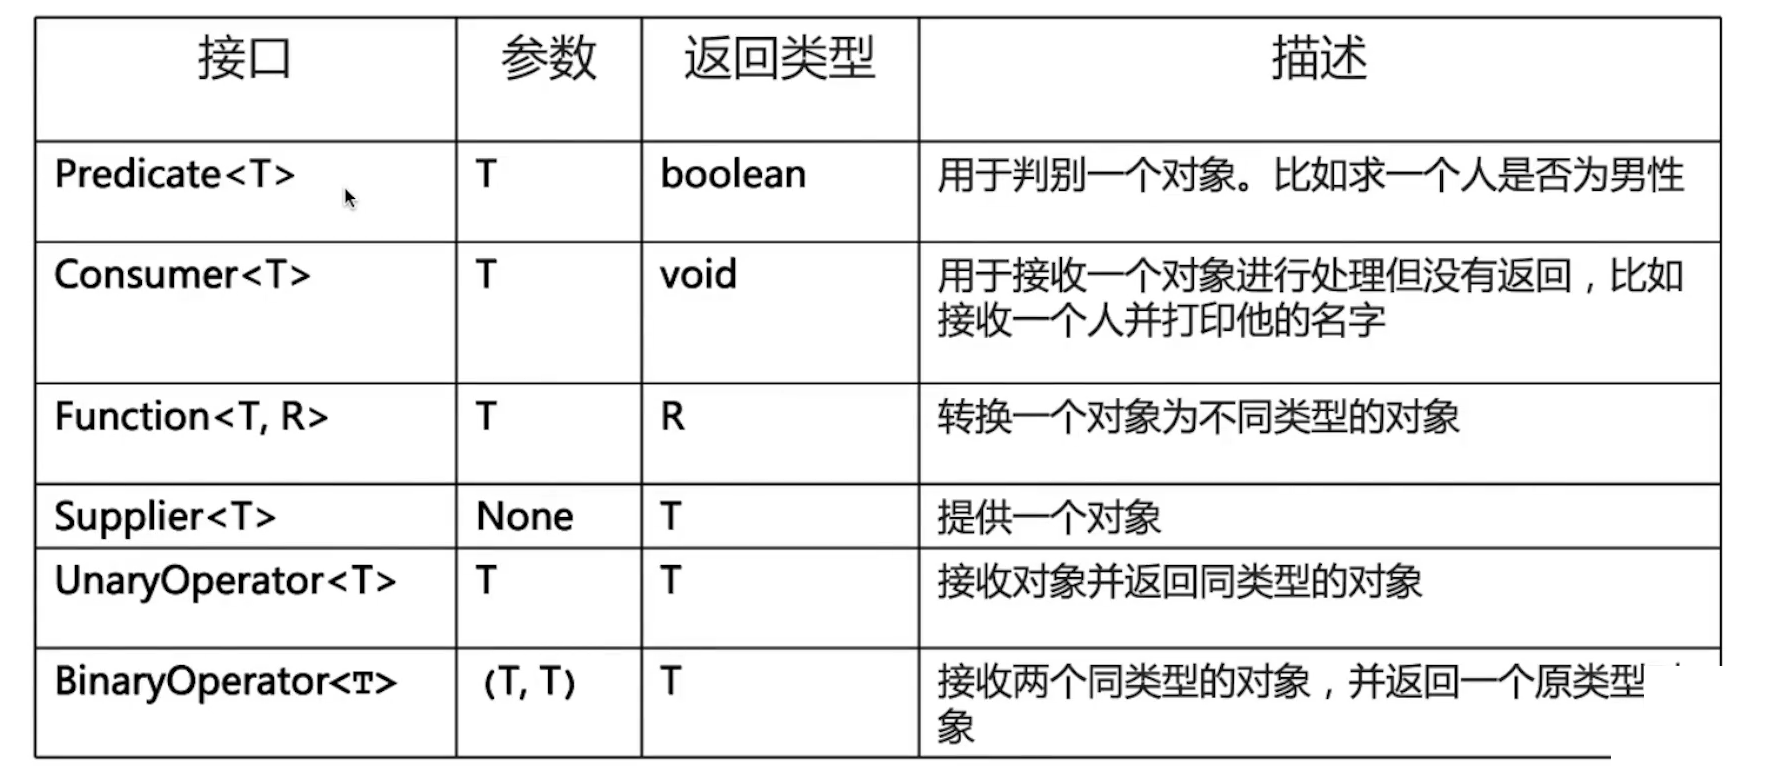 接口 参数 返回类型 描述
Predicate<T> T boolean 用于判别一个对象。比如求一个人是否为男性
Consumer<T> T void 用于接收一个对象进行处理但没有返回，比如
接收一个人并打印他的名字
Function<T, R> T R 转换一个对象为不同类型的对象
Supplier<T> None T 提供一个对象
UnaryOperator<T> T T 接收对象并返回同类型的对象
BinaryOperator<T> (T, T) T 接收两个同类型的对象，并返回一个原类型
象